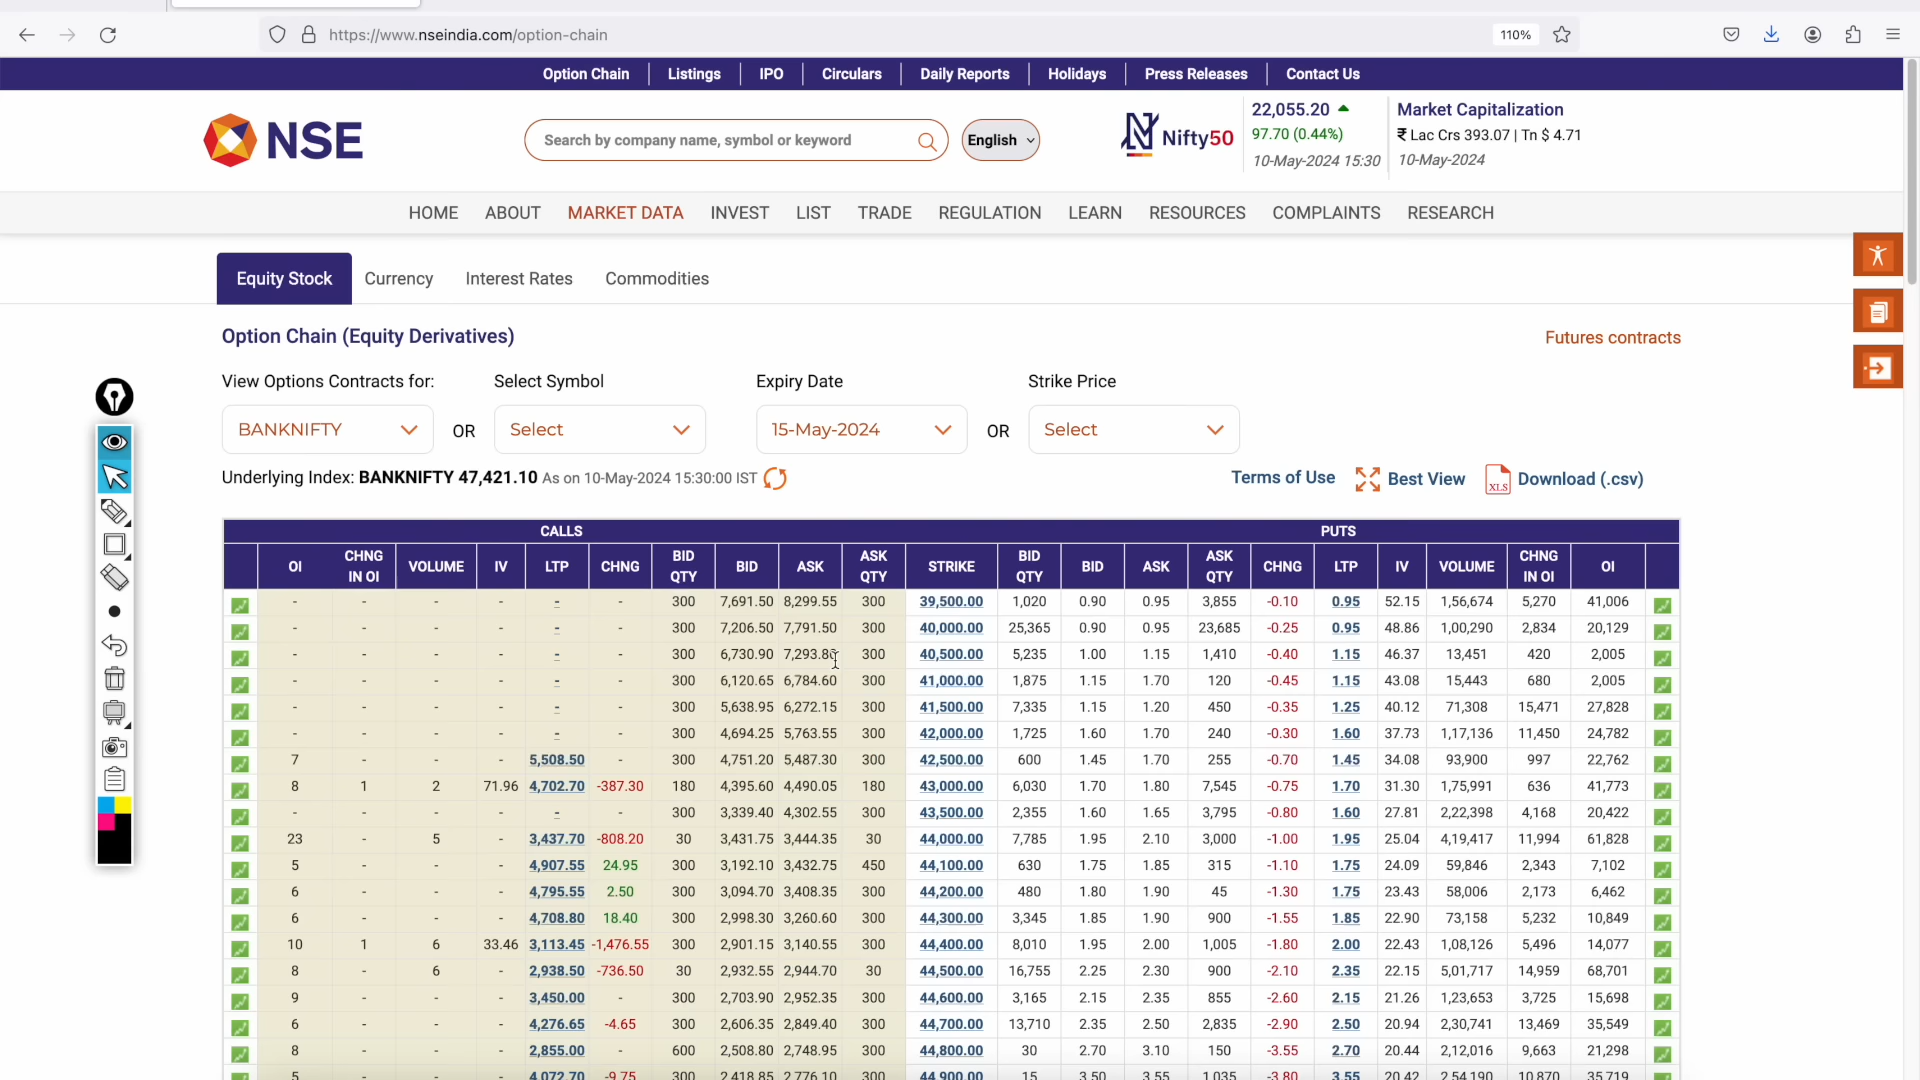 https://www.nseindia.com/option-chain 110%
Option Chain Listings IPO Circulars Daily Reports Holidays Press Releases Contact Us
NSE
Search by company name, symbol or keyword
English
Nifty50
22,055.20
97.70 (0.44%)
10-May-2024 15:30
Market Capitalization
₹ Lac Crs 393.07 | Tn $ 4.71
10-May-2024
HOME ABOUT MARKET DATA INVEST LIST TRADE REGULATION LEARN RESOURCES COMPLAINTS RESEARCH
Equity Stock Currency Interest Rates Commodities
Option Chain (Equity Derivatives) Futures contracts
View Options Contracts for: Select Symbol Expiry Date Strike Price
BANKNIFTY OR Select 15-May-2024 OR Select
Underlying Index: BANKNIFTY 47,421.10 As on 10-May-2024 15:30:00 IST Terms of Use Best View XLS Download (.csv)
CALLS PUTS
OI CHNG IN OI VOLUME IV LTP CHNG BID QTY BID ASK ASK QTY STRIKE BID QTY BID ASK ASK QTY CHNG LTP IV VOLUME CHNG IN OI OI
- - - - - - 300 7,691.50 8,299.55 300 39,500.00 1,020 0.90 0.95 3,855 -0.10 0.95 52.15 1,56,674 5,270 41,006
- - - - - - 300 7,206.50 7,791.50 300 40,000.00 25,365 0.90 0.95 23,685 -0.25 0.95 48.86 1,00,290 2,834 20,129
- - - - - - 300 6,730.90 300 40,500.00 5,235 1.00 1.15 1,410 -0.40 1.15 46.37 13,451 420 2,005
- - - - - - 300 6,120.65 6,784.60 300 41,000.00 1,875 1.15 1.70 120 -0.45 1.15 43.08 15,443 680 2,005
- - - - - - 300 5,638.95 6,272.15 300 41,500.00 7,335 1.15 1.20 450 -0.35 1.25 40.12 71,308 15,471 27,828
- - - - - - 300 4,694.25 5,763.55 300 42,000.00 1,725 1.60 1.70 240 -0.30 1.60 37.73 1,17,136 11,450 24,782
7 - - - 5,508.50 - 300 4,751.20 5,487.30 300 42,500.00 600 1.45 1.70 255 -0.70 1.45 34.08 93,900 997 22,762
8 1 2 71.96 4,702.70 -387.30 180 4,395.60 4,490.05 180 43,000.00 6,030 1.70 1.80 7,545 -0.75 1.70 31.30 1,75,991 636 41,773
- - - - - - 300 3,339.40 4,302.55 300 43,500.00 2,355 1.60 1.65 3,795 -0.80 1.60 27.81 2,22,398 4,168 20,422
23 - 5 - 3,437.70 -808.20 30 3,431.75 3,444.35 30 44,000.00 7,785 1.95 2.10 3,000 -1.00 1.95 25.04 4,19,417 11,994 61,828
5 - - - 4,907.55 24.95 300 3,192.10 3,432.75 450 44,100.00 630 1.75 1.85 315 -1.10 1.75 24.09 59,846 2,343 7,102
6 - - - 4,795.55 2.50 300 3,094.70 3,408.35 300 44,200.00 480 1.80 1.90 45 -1.30 1.75 23.43 58,006 2,173 6,462
6 - - - 4,708.80 18.40 300 2,998.30 3,260.60 300 44,300.00 3,345 1.85 1.90 900 -1.55 1.85 22.90 73,158 5,232 10,849
10 1 6 33.46 3,113.45 -1,476.55 300 2,901.15 3,140.55 300 44,400.00 8,010 1.95 2.00 1,005 -1.80 2.00 22.43 1,08,126 5,496 14,077
8 - 6 - 2,938.50 -736.50 30 2,932.55 2,944.70 30 44,500.00 16,755 2.25 2.30 900 -2.10 2.35 22.15 5,01,717 14,959 68,701
9 - - - 3,450.00 - 300 2,703.90 2,952.35 300 44,600.00 3,165 2.15 2.35 855 -2.60 2.15 21.26 1,23,653 3,725 15,698
6 - - - 4,276.65 -4.65 300 2,606.35 2,849.40 300 44,700.00 13,710 2.35 2.50 2,835 -2.90 2.50 20.94 2,30,741 13,469 35,549
8 - - - 2,855.00 - 600 2,508.80 2,748.95 300 44,800.00 30 2.70 3.10 150 -3.55 2.70 20.44 2,12,016 9,663 21,298
5 - - - 4,072.70 -9.75 300 2,418.85 2,776.10 300 44,900.00 15 3.50 3.55 1,035 -3.80 3.55 20.42 2,54,190 10,870 35,719